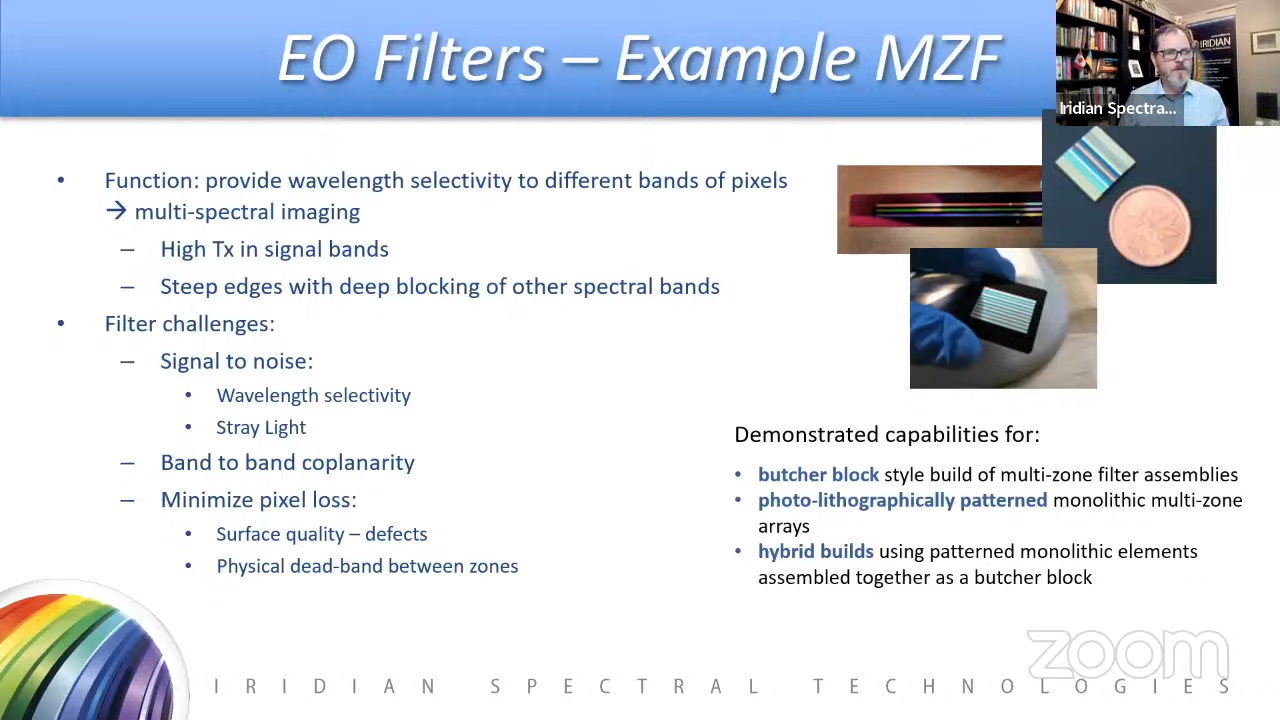 EO Filters – Example MZF
IRIDIAN
Iridian Spectra...
• Function: provide wavelength selectivity to different bands of pixels
→ multi-spectral imaging
– High Tx in signal bands
– Steep edges with deep blocking of other spectral bands
• Filter challenges:
– Signal to noise:
• Wavelength selectivity
• Stray Light
– Band to band coplanarity
– Minimize pixel loss:
• Surface quality – defects
• Physical dead-band between zones
Demonstrated capabilities for:
• butcher block style build of multi-zone filter assemblies
• photo-lithographically patterned monolithic multi-zone
arrays
• hybrid builds using patterned monolithic elements
assembled together as a butcher block
zoom
IRIDIAN SPECTRAL TECHNOLOGIES